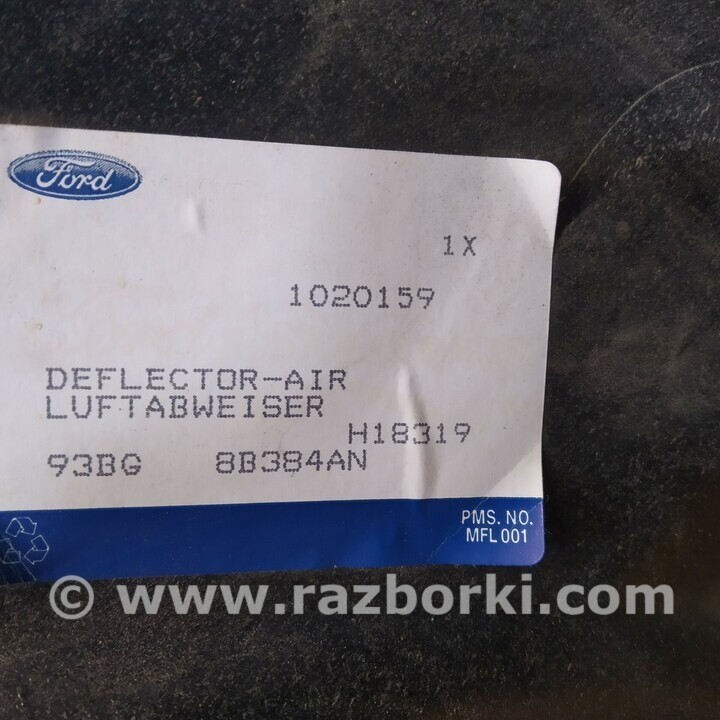 Ford
1X
1020159
DEFLECTOR-AIR
LUFTABWEISER
H18319
93BG 8B384AN
PMS. NO.
MFL 001
© www.razborki.com